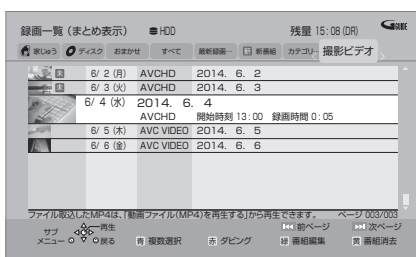 録画一覧(まとめ表示) HDD 残量 15:08 (DR) GUIDE
家じゅう ディスク おまかせ すべて 最新録画… 新番組 カテゴリ… 撮影ビデオ
6/ 2 (月) AVCHD 2014. 6. 2
6/ 3 (火) AVCHD 2014. 6. 3
6/ 4 (水) 2014. 6. 4
AVCHD 開始時刻 13:00 録画時間 0:05
6/ 5 (木) AVC VIDEO 2014. 6. 5
6/ 6 (金) AVC VIDEO 2014. 6. 6
ファイル取込したMP4は、「動画ファイル(MP4)を再生する」から再生できます。 ページ 003/003
サブメニュー 再生 戻る 前ページ 次ページ
青 複数選択 赤 ダビング 緑 番組編集 黄 番組消去